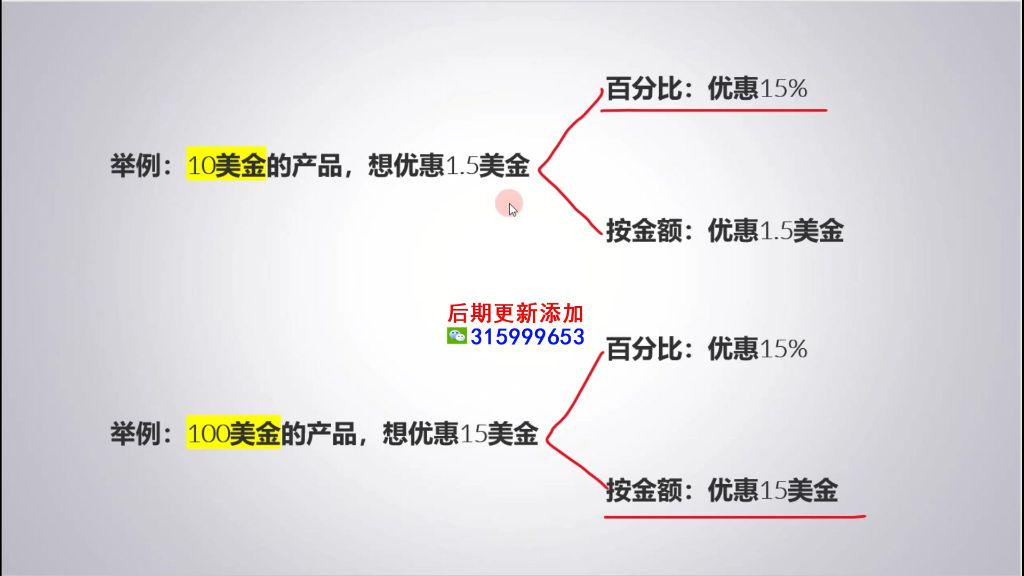 百分比：优惠15%
举例：10美金的产品，想优惠1.5美金
按金额：优惠1.5美金
后期更新添加
315999653
百分比：优惠15%
举例：100美金的产品，想优惠15美金
按金额：优惠15美金